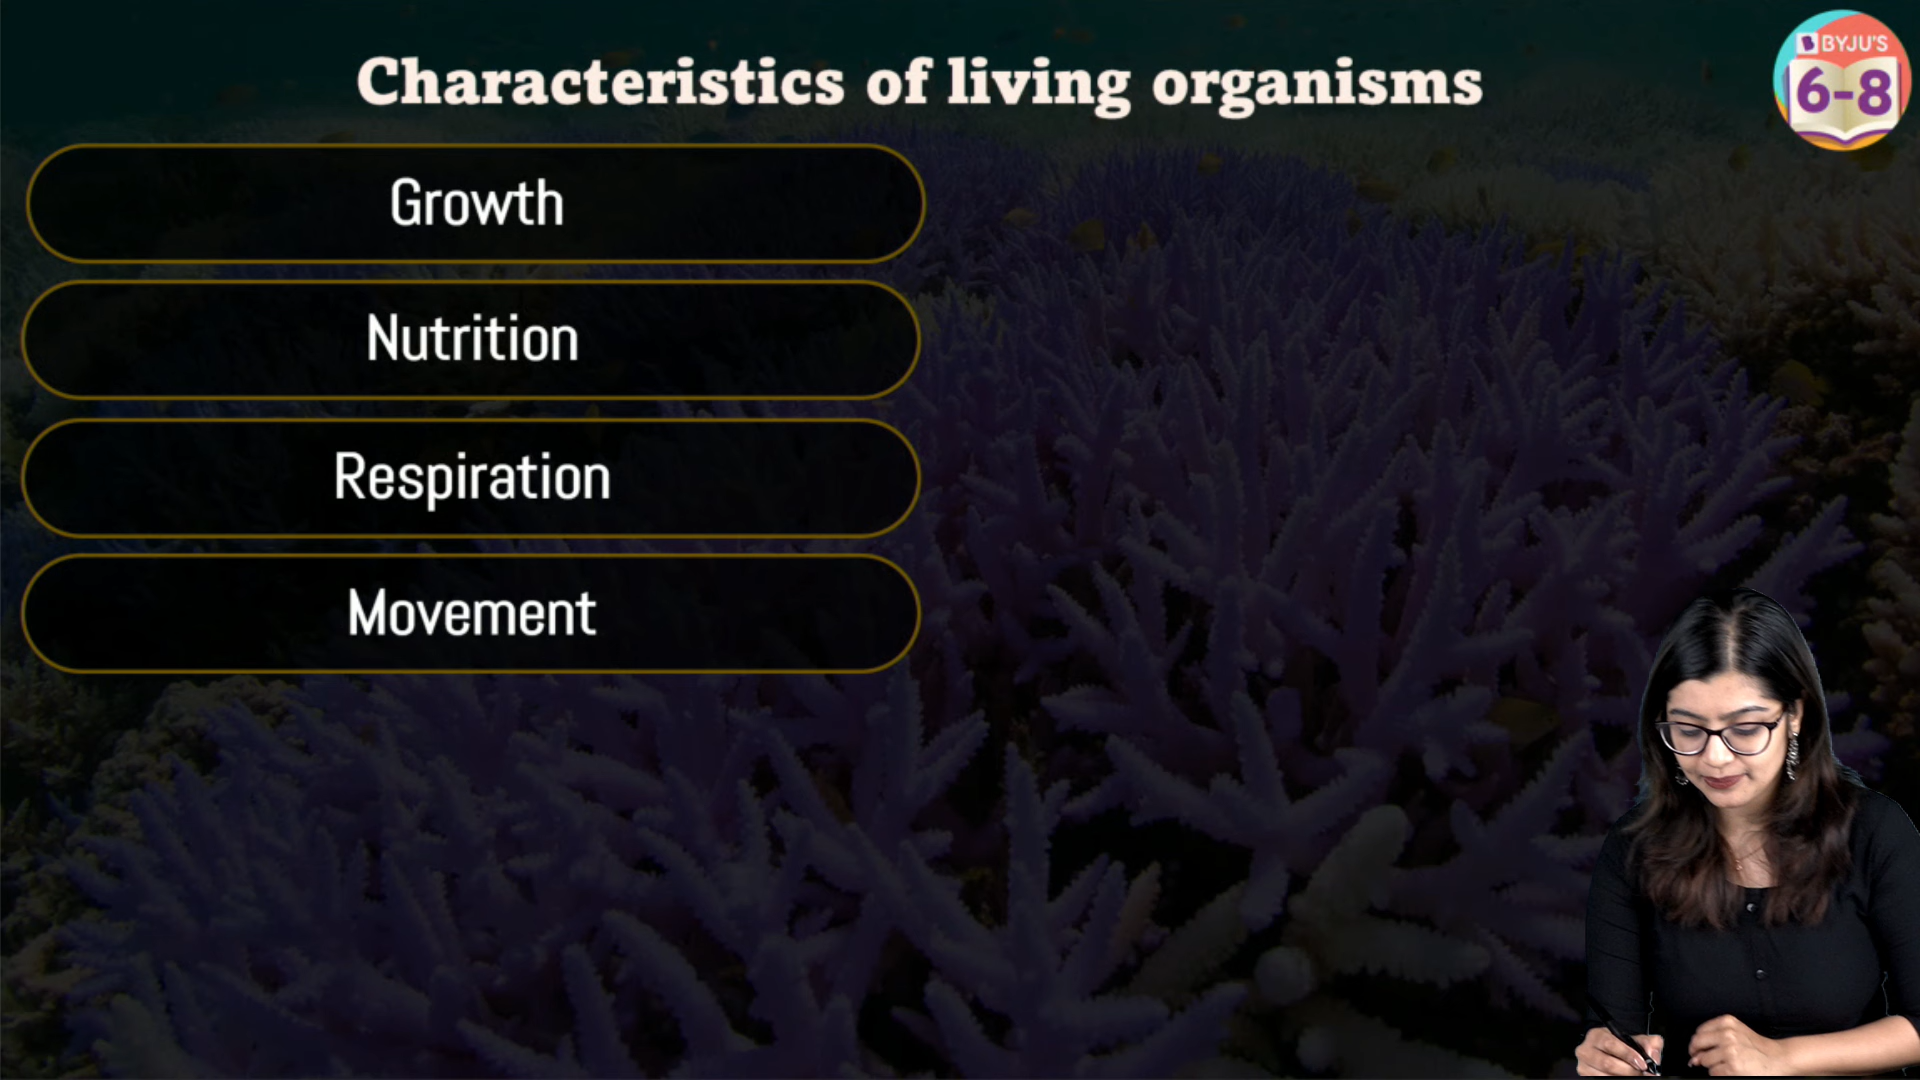 Characteristics of living organisms
BYJU'S
6-8
Growth
Nutrition
Respiration
Movement